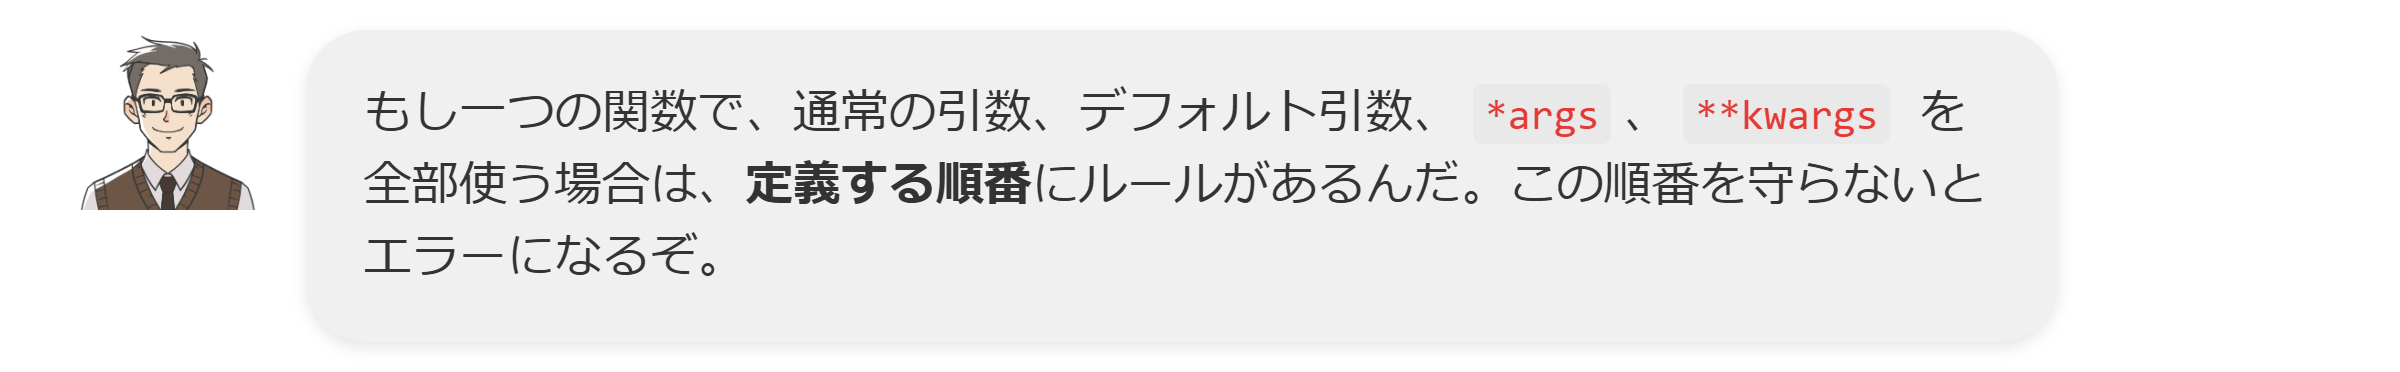 もし一つの関数で、通常の引数、デフォルト引数、 *args 、 **kwargs を
全部使う場合は、定義する順番にルールがあるんだ。この順番を守らないと
エラーになるぞ。